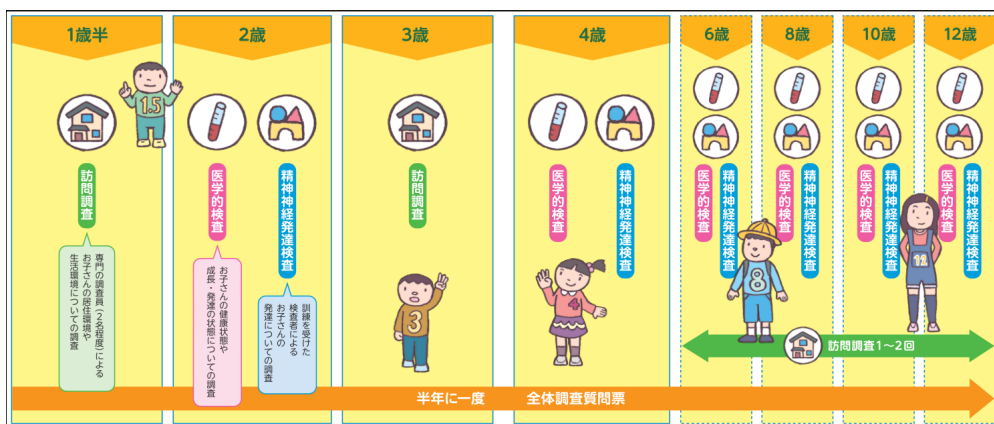 1歳半
2歳
3歳
4歳
6歳
8歳
10歳
12歳
1.5
訪問調査
専門の調査員(2名程度)による
お子さんの居住環境や
生活環境についての調査
医学的検査
お子さんの健康状態や
成長・発達の状態についての調査
精神神経発達検査
訓練を受けた
検査者による
お子さんの
発達についての調査
訪問調査
3
医学的検査
精神神経発達検査
4
医学的検査
精神神経発達検査
医学的検査
精神神経発達検査
8
医学的検査
精神神経発達検査
医学的検査
精神神経発達検査
12
訪問調査1〜2回
半年に一度
全体調査質問票